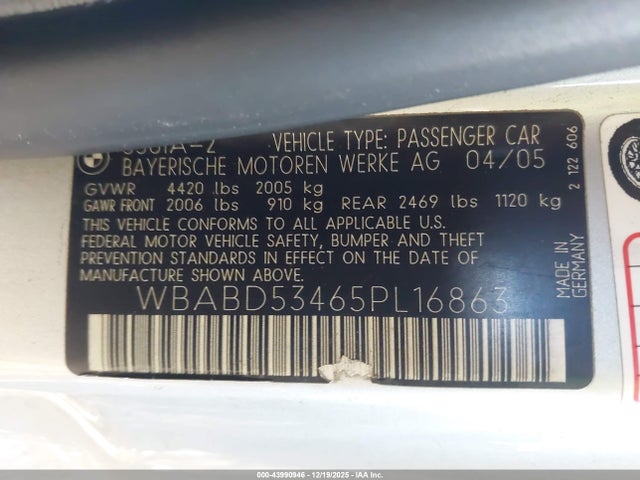 VEHICLE TYPE: PASSENGER CAR
BAYERISCHE MOTOREN WERKE AG 04/05
GVWR 4420 lbs 2005 kg
GAWR FRONT 2006 lbs 910 kg REAR 2469 lbs 1120 kg
THIS VEHICLE CONFORMS TO ALL APPLICABLE U.S.
FEDERAL MOTOR VEHICLE SAFETY, BUMPER AND THEFT
PREVENTION STANDARDS IN EFFECT ON THE DATE OF
MANUFACTURE SHOWN ABOVE.
WBABD53465PL16863
MADE IN
GERMANY
2 122 606
000-43990946 • 12/19/2025 • IAA Inc.